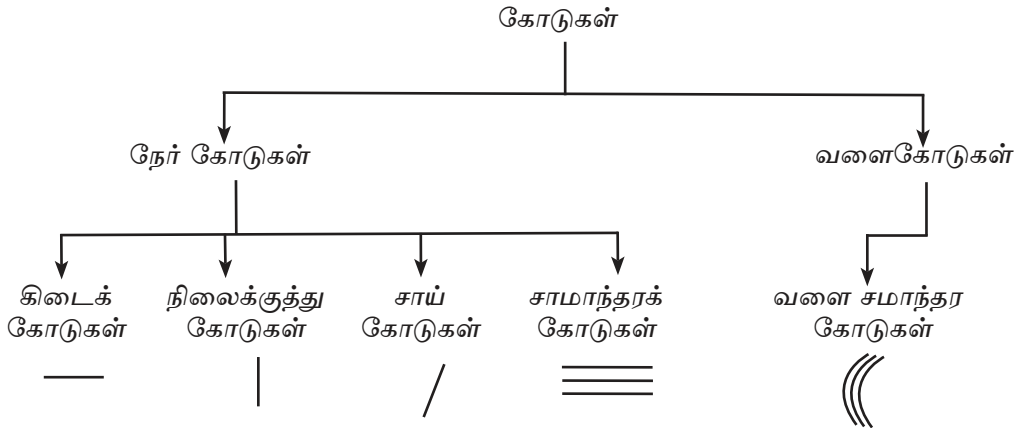 கோடுகள்
நேர் கோடுகள்
வளைகோடுகள்
கிடைக்
கோடுகள்
நிலைக்குத்து
கோடுகள்
சாய்
கோடுகள்
சாமாந்தரக்
கோடுகள்
வளை சமாந்தர
கோடுகள்